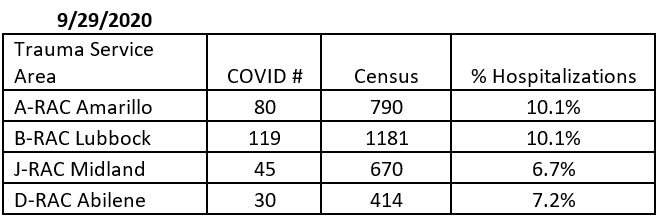 9/29/2020
Trauma Service
Area COVID # Census % Hospitalizations
A-RAC Amarillo 80 790 10.1%
B-RAC Lubbock 119 1181 10.1%
J-RAC Midland 45 670 6.7%
D-RAC Abilene 30 414 7.2%